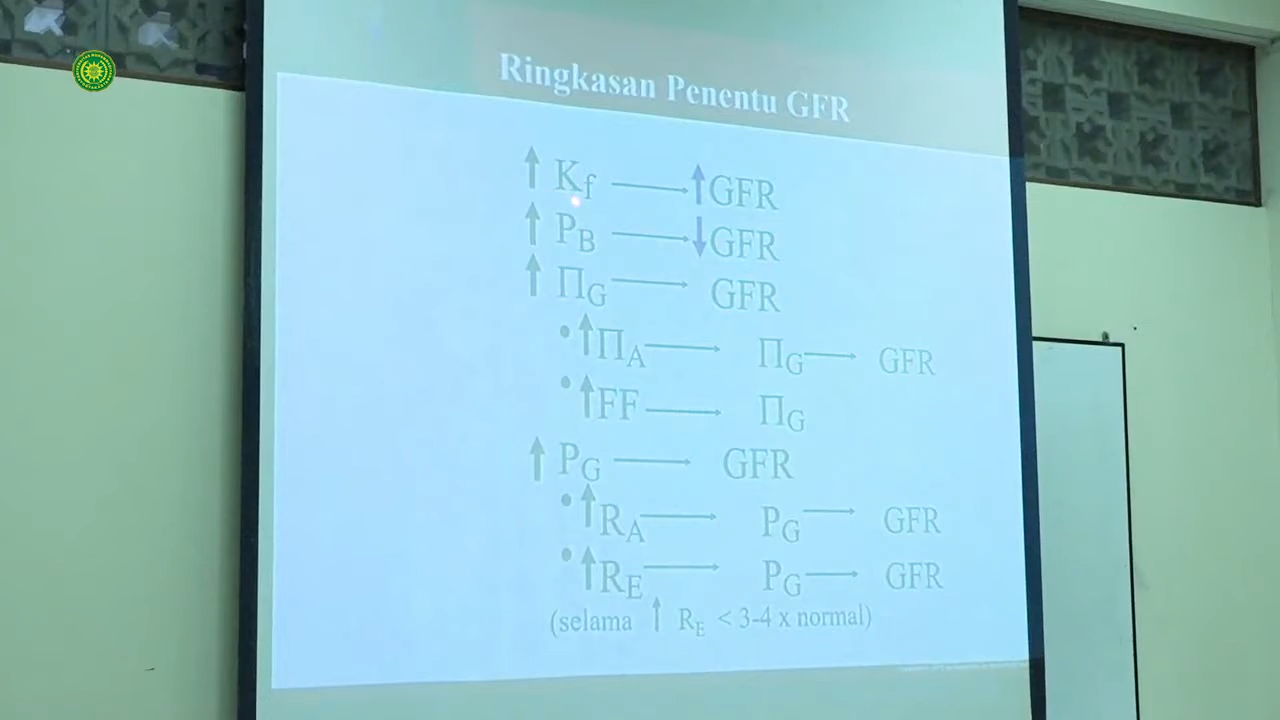 Ringkasan Penentu GFR
↑ Kf ⟶ ↑GFR
↑ PB ⟶ ↓GFR
↑ ΠG ⟶ GFR
• ↑ΠA ⟶ ΠG ⟶ GFR
• ↑FF ⟶ ΠG
↑ PG ⟶ GFR
• ↑RA ⟶ PG ⟶ GFR
• ↑RE ⟶ PG ⟶ GFR
(selama ↑ RE < 3-4 x normal)